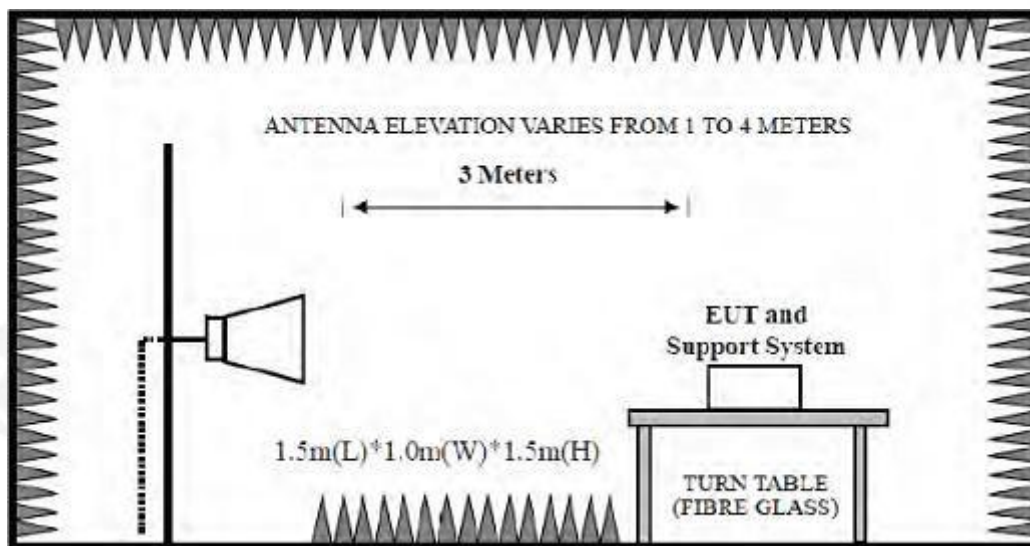 ANTENNA ELEVATION VARIES FROM 1 TO 4 METERS
3 Meters
EUT and
Support System
1.5m(L)*1.0m(W)*1.5m(H)
TURN TABLE
(FIBRE GLASS)